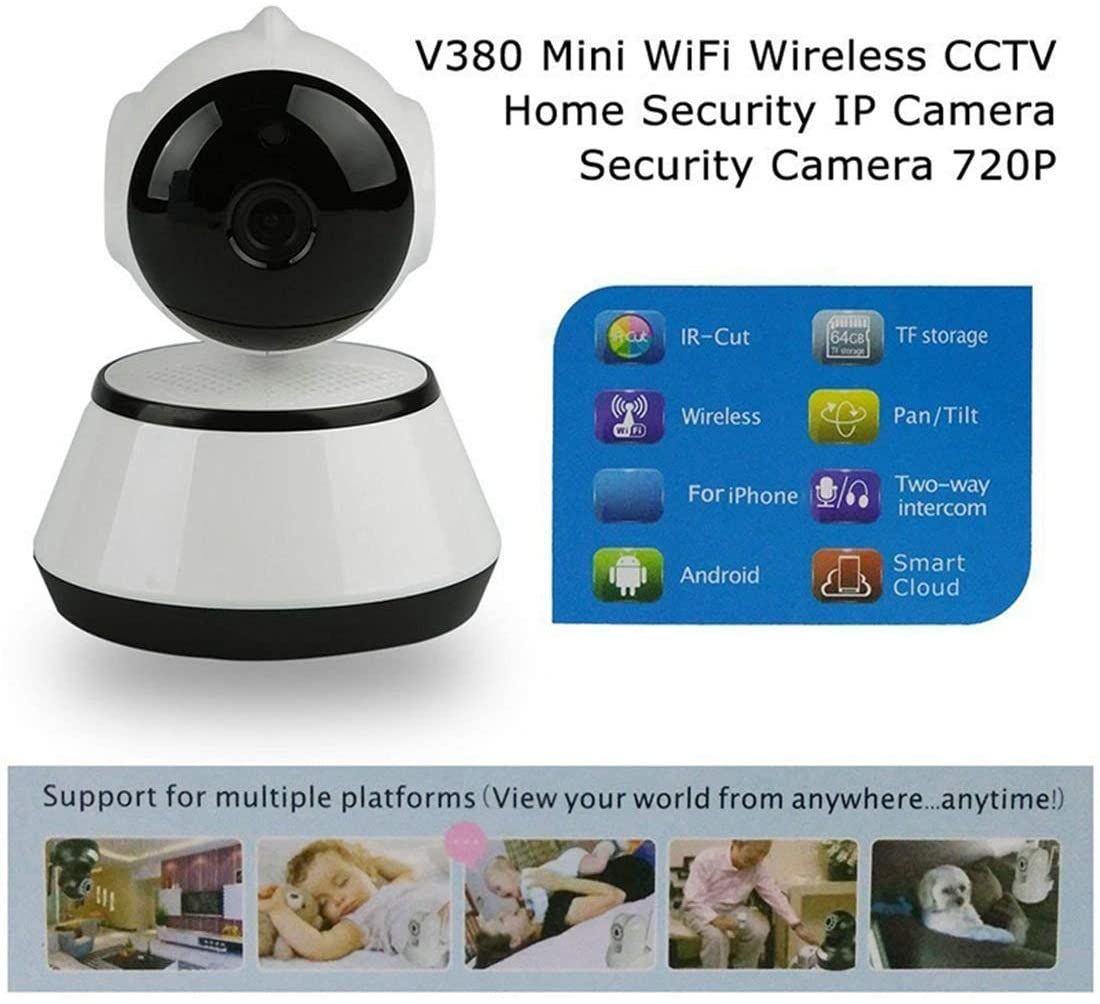 V380 Mini WiFi Wireless CCTV
Home Security IP Camera
Security Camera 720P
IR-Cut
64GB
TF storage
TF storage
Wireless
WiFi
Pan/Tilt
For iPhone
Two-way
intercom
Android
Smart
Cloud
Support for multiple platforms (View your world from anywhere...anytime!)